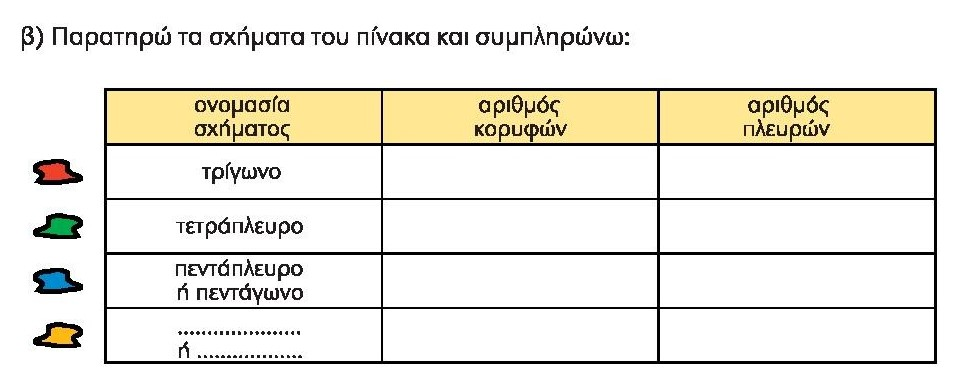 β) Παρατηρώ τα σχήματα του πίνακα και συμπληρώνω:
ονομασία σχήματος
αριθμός κορυφών
αριθμός πλευρών
τρίγωνο
τετράπλευρο
πεντάπλευρο
ή πεντάγωνο
.....................
ή ..................